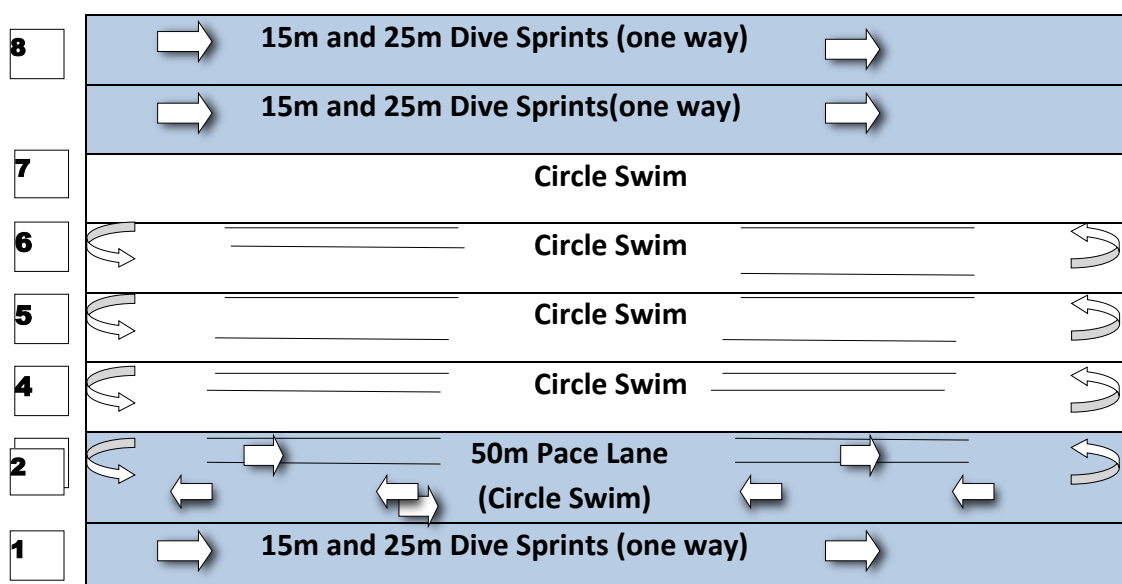 8 15m and 25m Dive Sprints (one way)
15m and 25m Dive Sprints(one way)
7 Circle Swim
6 Circle Swim
5 Circle Swim
4 Circle Swim
2 50m Pace Lane
(Circle Swim)
1 15m and 25m Dive Sprints (one way)